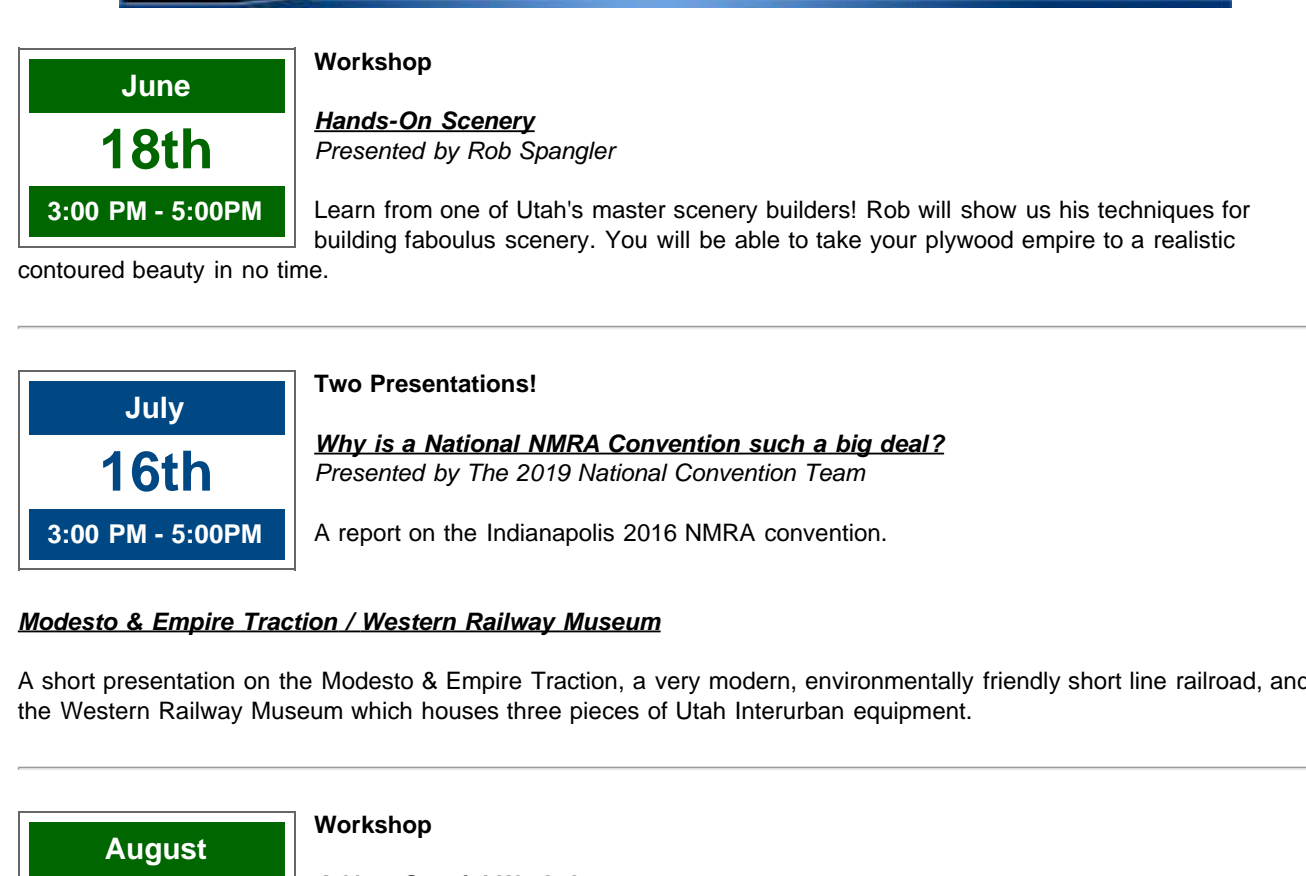 June
18th
3:00 PM - 5:00PM
Workshop
Hands-On Scenery
Presented by Rob Spangler
Learn from one of Utah's master scenery builders! Rob will show us his techniques for
building faboulus scenery. You will be able to take your plywood empire to a realistic
contoured beauty in no time.
July
16th
3:00 PM - 5:00PM
Two Presentations!
Why is a National NMRA Convention such a big deal?
Presented by The 2019 National Convention Team
A report on the Indianapolis 2016 NMRA convention.
Modesto & Empire Traction / Western Railway Museum
A short presentation on the Modesto & Empire Traction, a very modern, environmentally friendly short line railroad, and
the Western Railway Museum which houses three pieces of Utah Interurban equipment.
August
Workshop